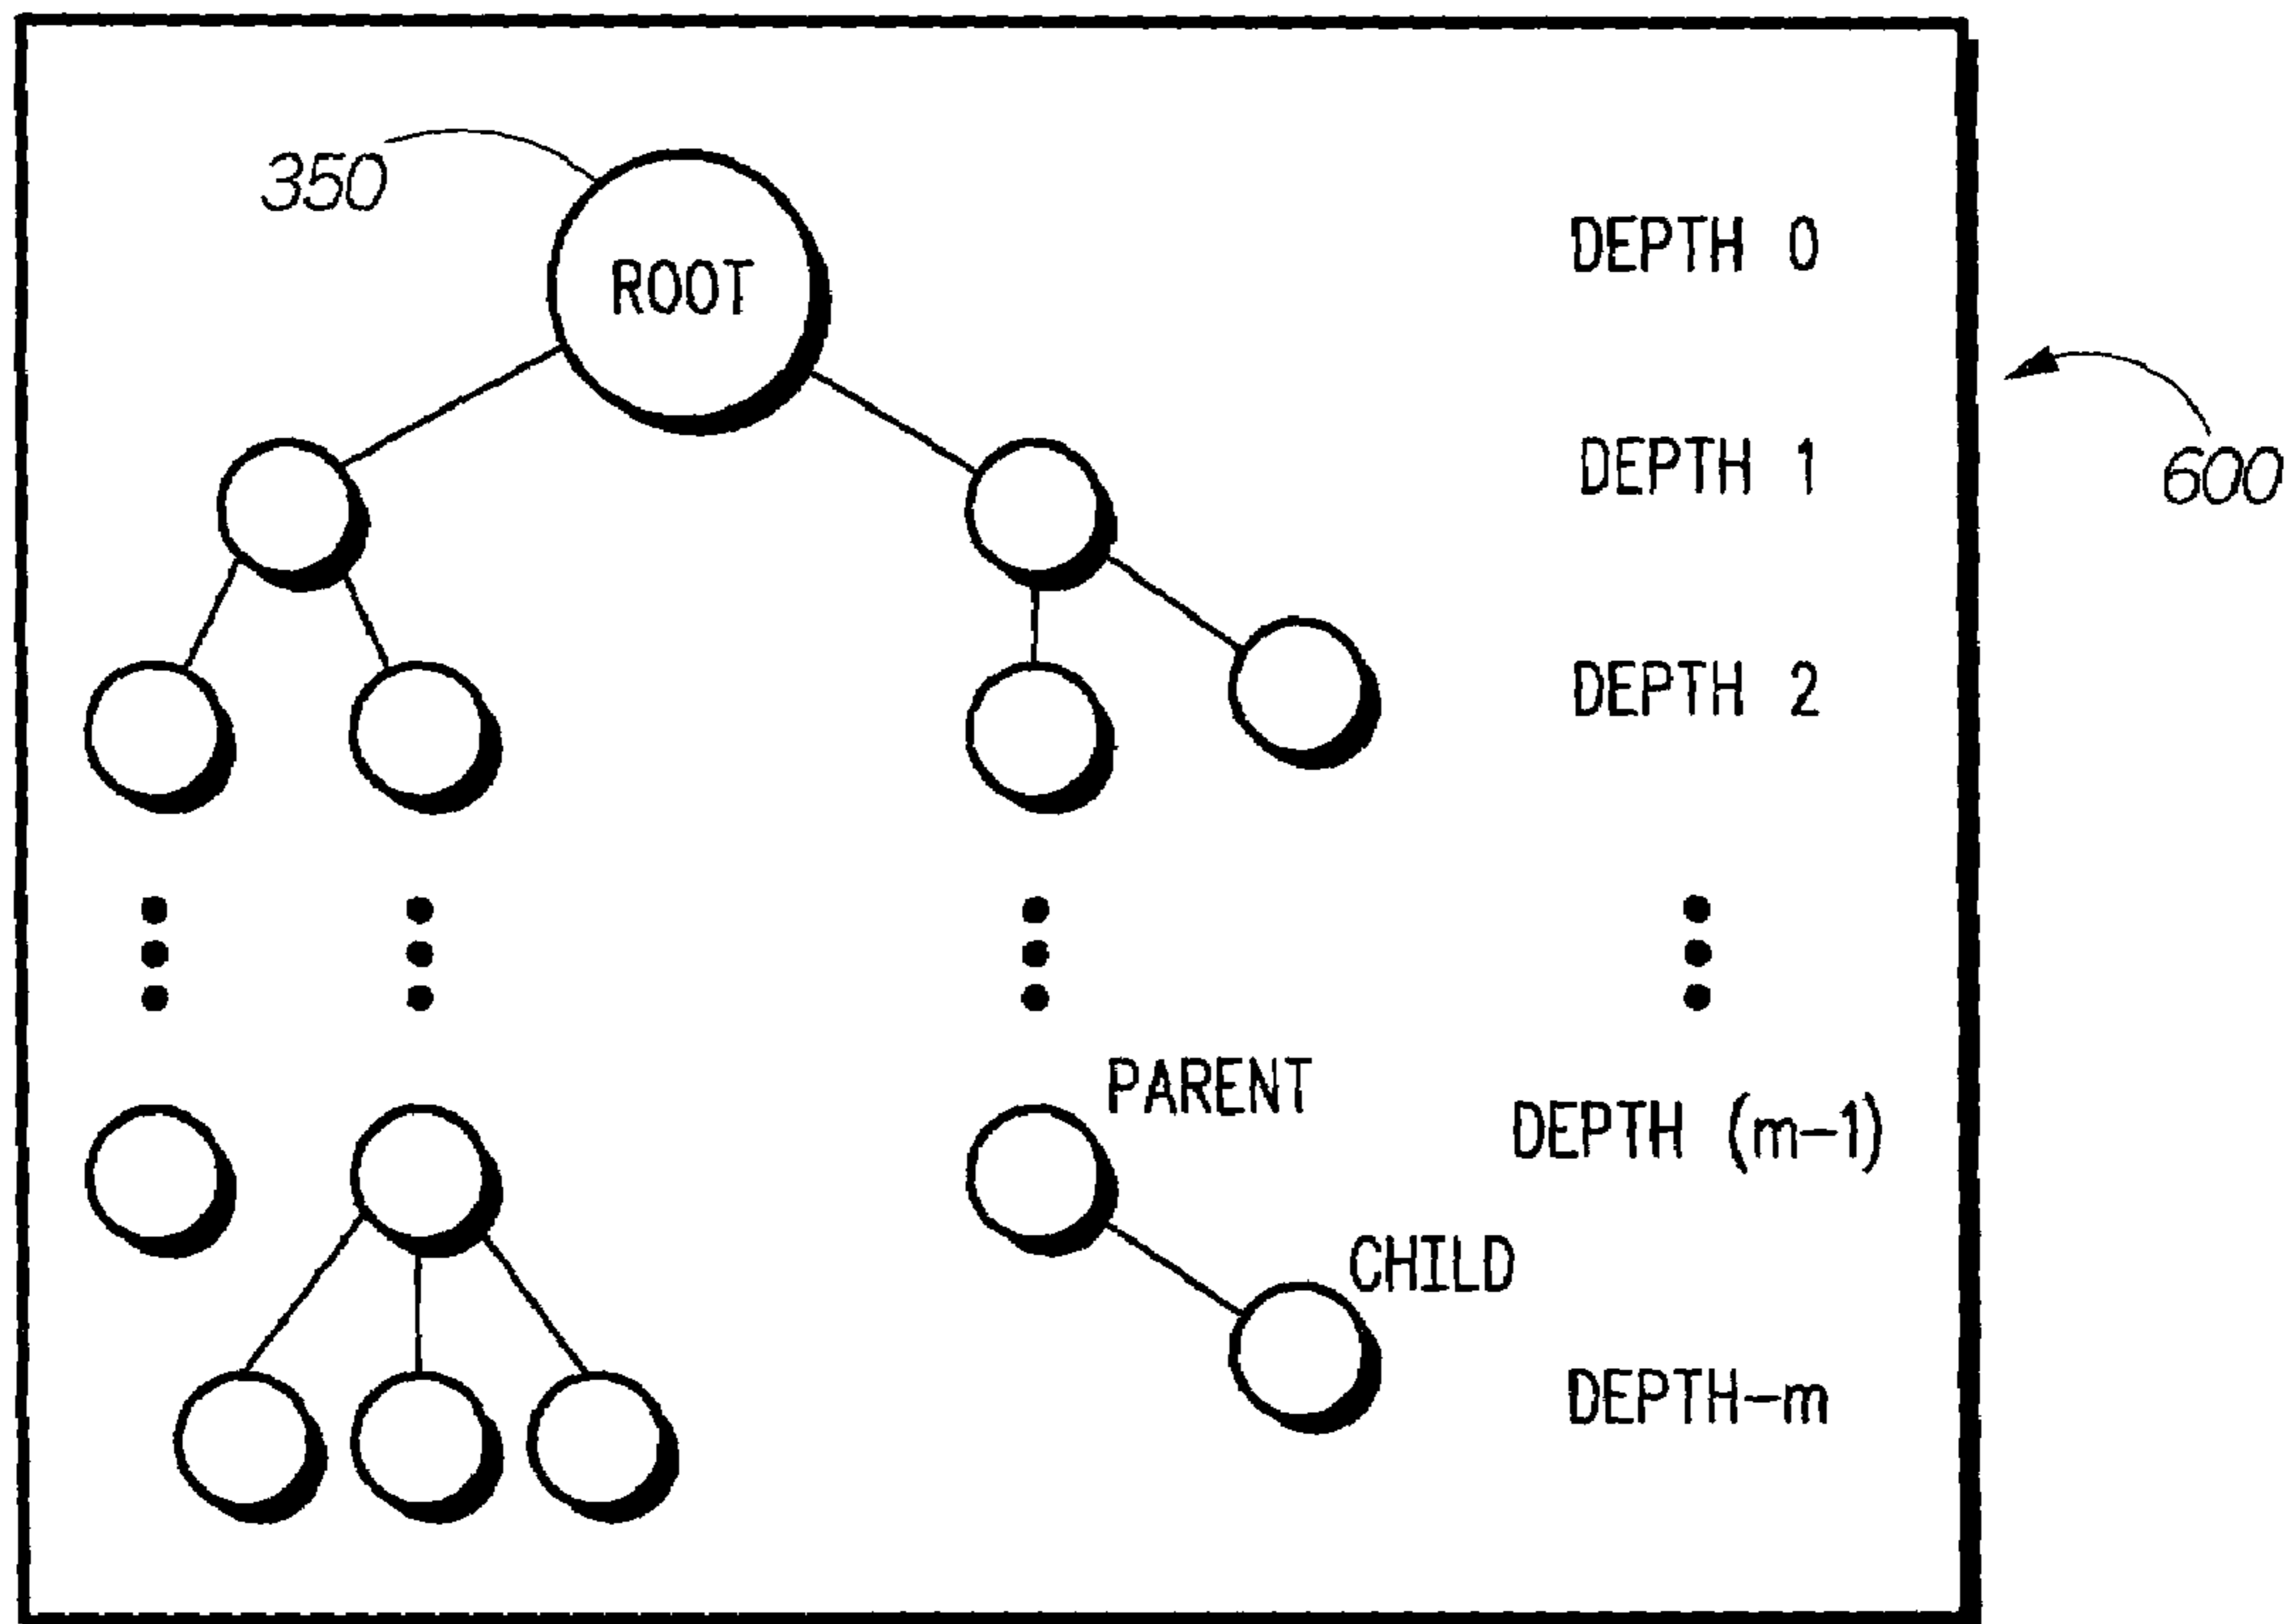 350
ROOT
DEPTH 0
DEPTH 1
600
DEPTH 2
PARENT
DEPTH (m-1)
CHILD
DEPTH-m